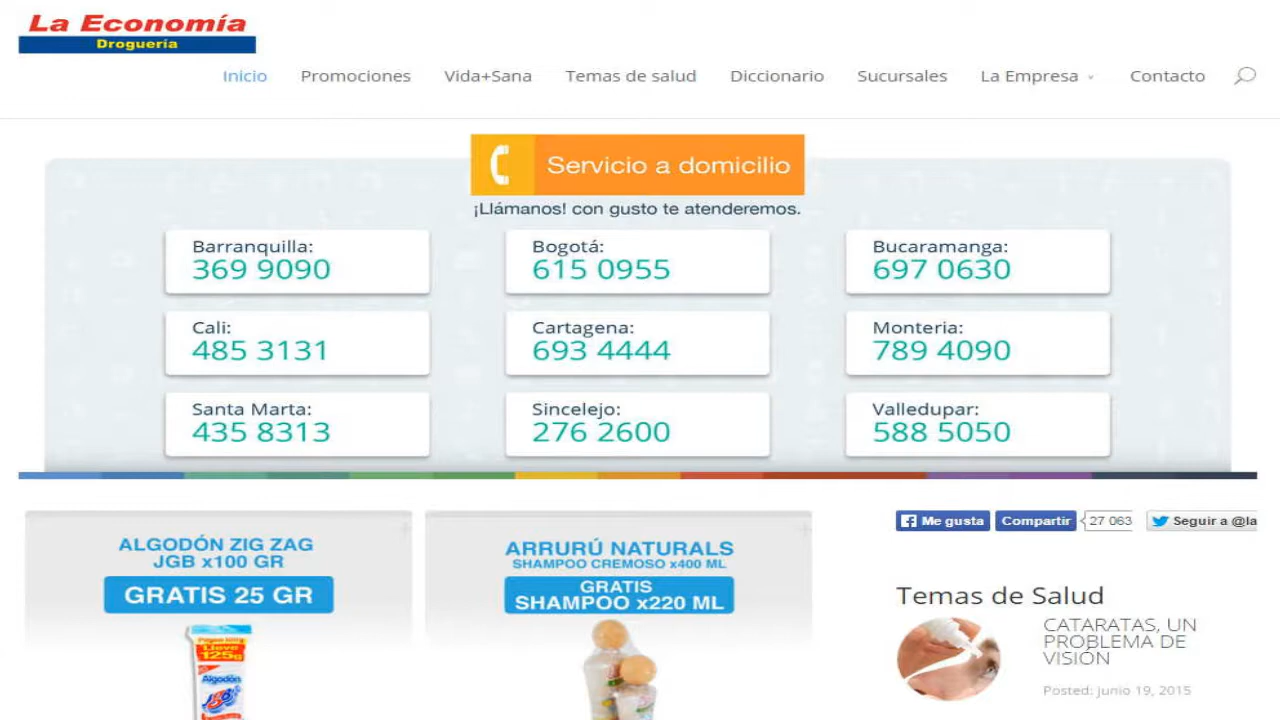 La Economía
Droguería
Inicio Promociones Vida+Sana Temas de salud Diccionario Sucursales La Empresa Contacto
Servicio a domicilio
¡Llámanos! con gusto te atenderemos.
Barranquilla:
369 9090
Bogotá:
615 0955
Bucaramanga:
697 0630
Cali:
485 3131
Cartagena:
693 4444
Monteria:
789 4090
Santa Marta:
435 8313
Sincelejo:
276 2600
Valledupar:
588 5050
ALGODÓN ZIG ZAG
JGB x100 GR
GRATIS 25 GR
Lleve
125g
Algodón
JGB
ARRURÚ NATURALS
SHAMPOO CREMOSO x400 ML
GRATIS
SHAMPOO x220 ML
Me gusta Compartir 27 063 Seguir a @la
Temas de Salud
CATARATAS, UN
PROBLEMA DE
VISIÓN
Posted: junio 19, 2015